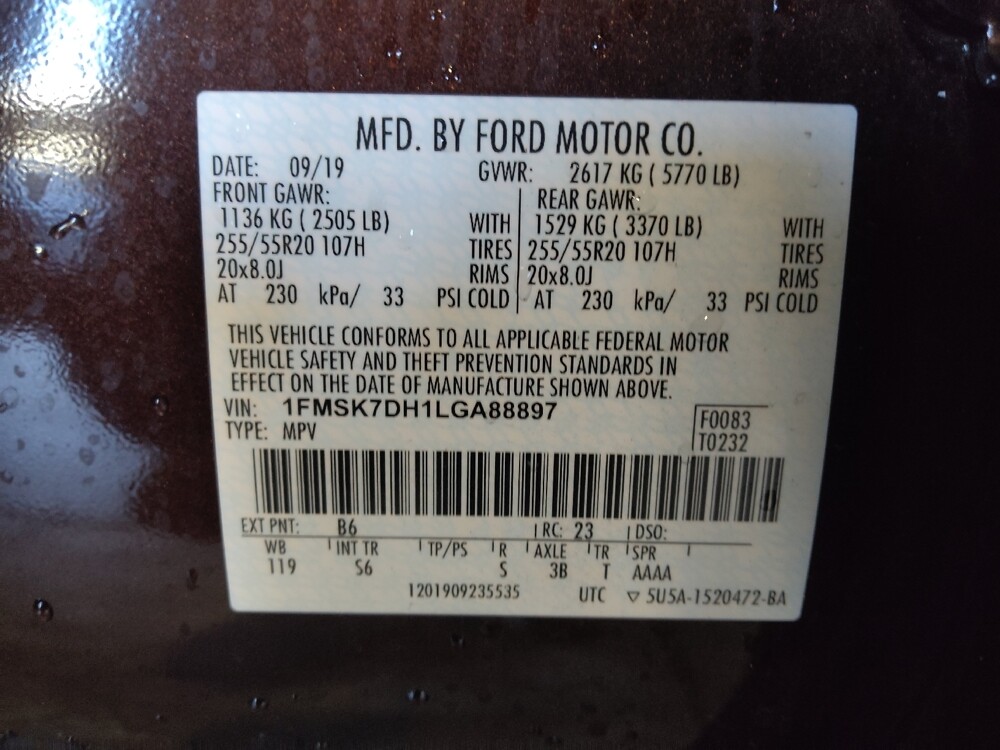 MFD. BY FORD MOTOR CO.
DATE: 09/19 GVWR: 2617 KG ( 5770 LB)
FRONT GAWR: REAR GAWR:
1136 KG ( 2505 LB) WITH 1529 KG ( 3370 LB) WITH
255/55R20 107H TIRES 255/55R20 107H TIRES
20x8.0J RIMS 20x8.0J RIMS
AT 230 kPa/ 33 PSI COLD AT 230 kPa/ 33 PSI COLD
THIS VEHICLE CONFORMS TO ALL APPLICABLE FEDERAL MOTOR
VEHICLE SAFETY AND THEFT PREVENTION STANDARDS IN
EFFECT ON THE DATE OF MANUFACTURE SHOWN ABOVE.
VIN: 1FMSK7DH1LGA88897 F0083
TYPE: MPV T0232
EXT PNT: B6 RC: 23 DSO:
WB INT TR TP/PS R AXLE TR SPR
119 S6 S 3B T AAAA
1201909235535 UTC ▽ 5U5A-1520472-BA